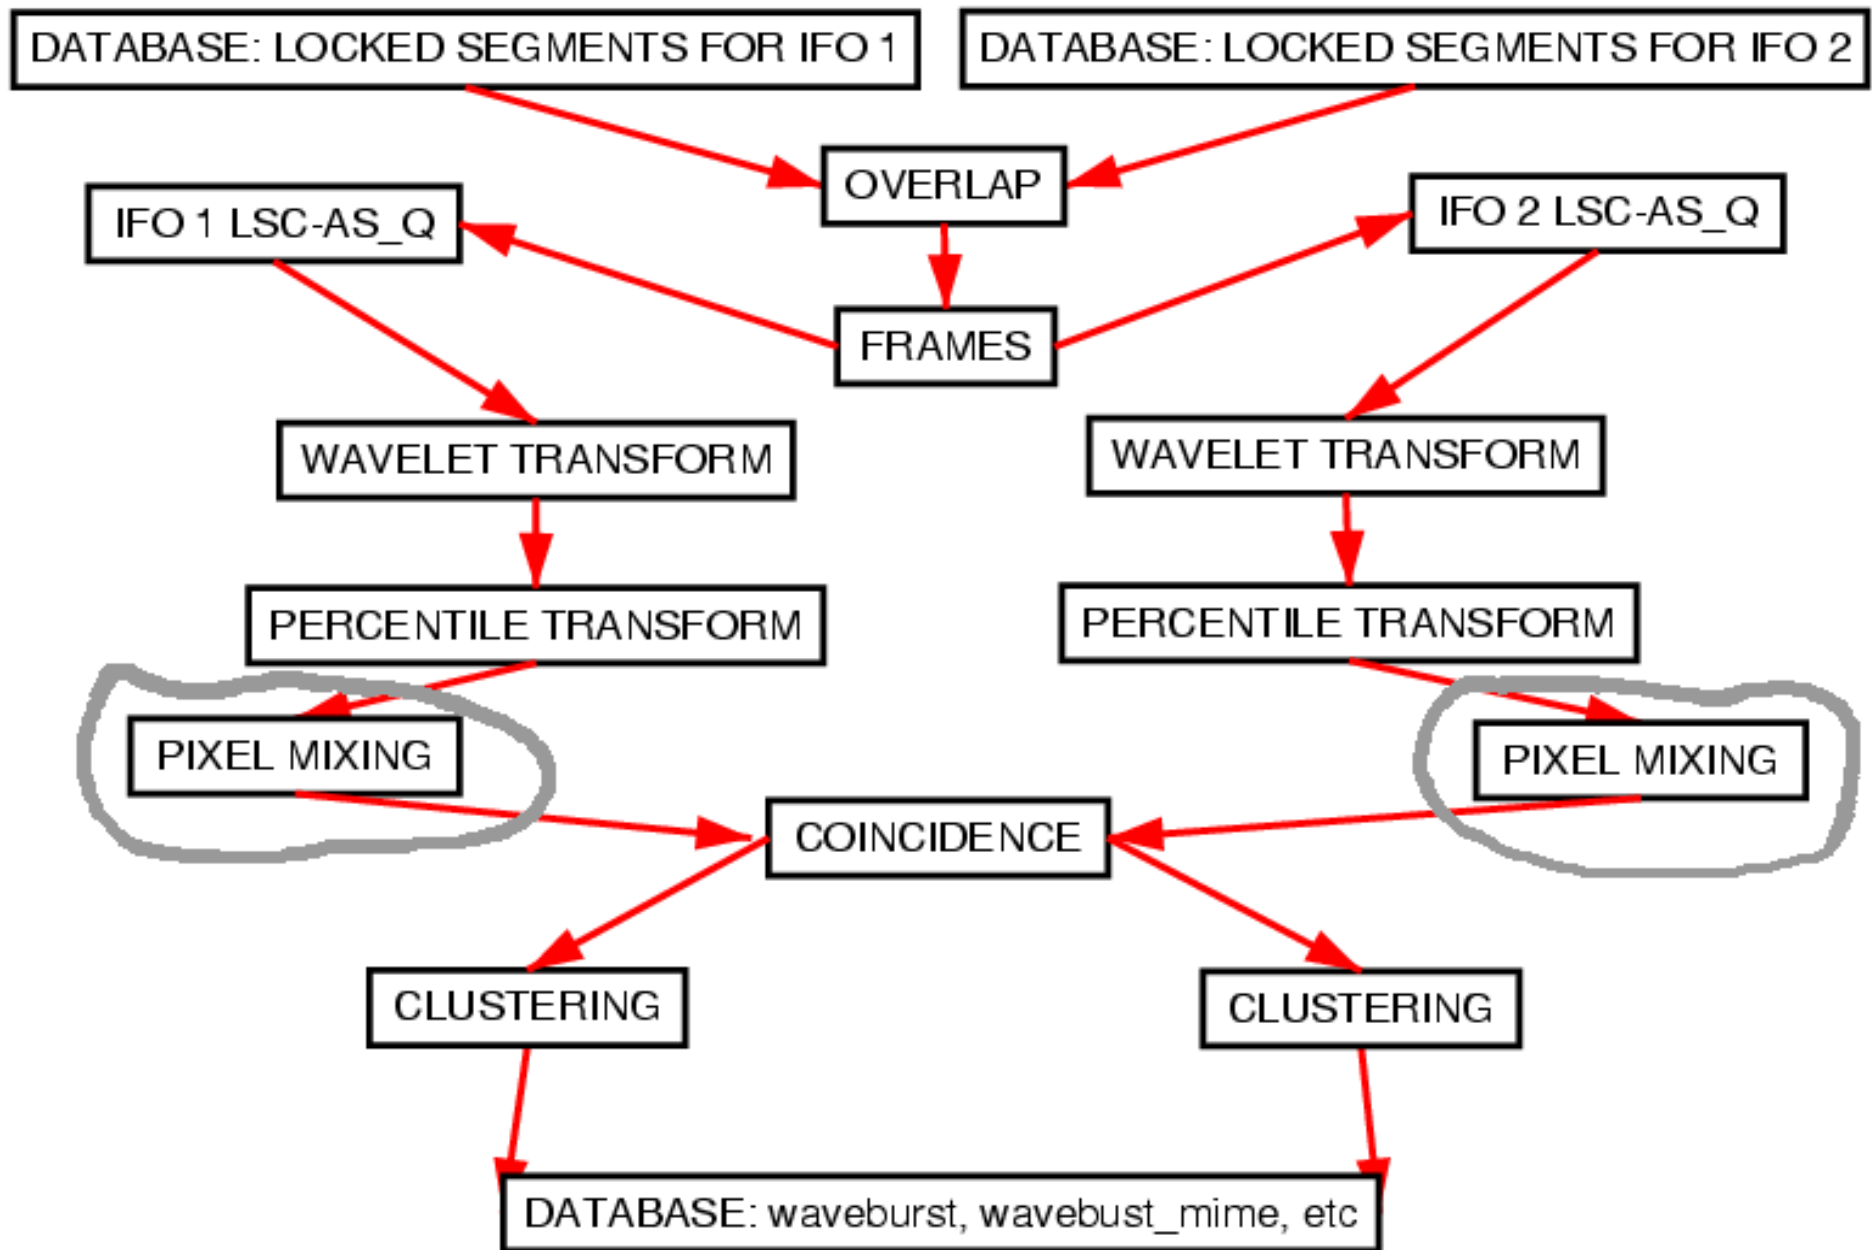 DATABASE: LOCKED SEGMENTS FOR IFO 1
DATABASE: LOCKED SEGMENTS FOR IFO 2
OVERLAP
IFO 1 LSC-AS_Q
IFO 2 LSC-AS_Q
FRAMES
WAVELET TRANSFORM
WAVELET TRANSFORM
PERCENTILE TRANSFORM
PERCENTILE TRANSFORM
PIXEL MIXING
PIXEL MIXING
COINCIDENCE
CLUSTERING
CLUSTERING
DATABASE: waveburst, wavebust_mime, etc